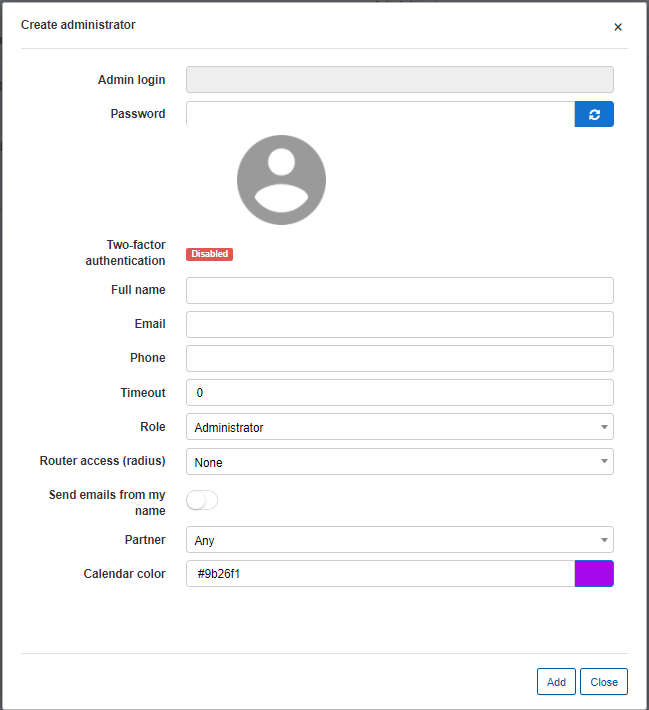 Create administrator
×
Admin login
Password
Two-factor
authentication
Disabled
Full name
Email
Phone
Timeout
0
Role
Administrator
Router access (radius)
None
Send emails from my
name
Partner
Any
Calendar color
#9b26f1
Add
Close